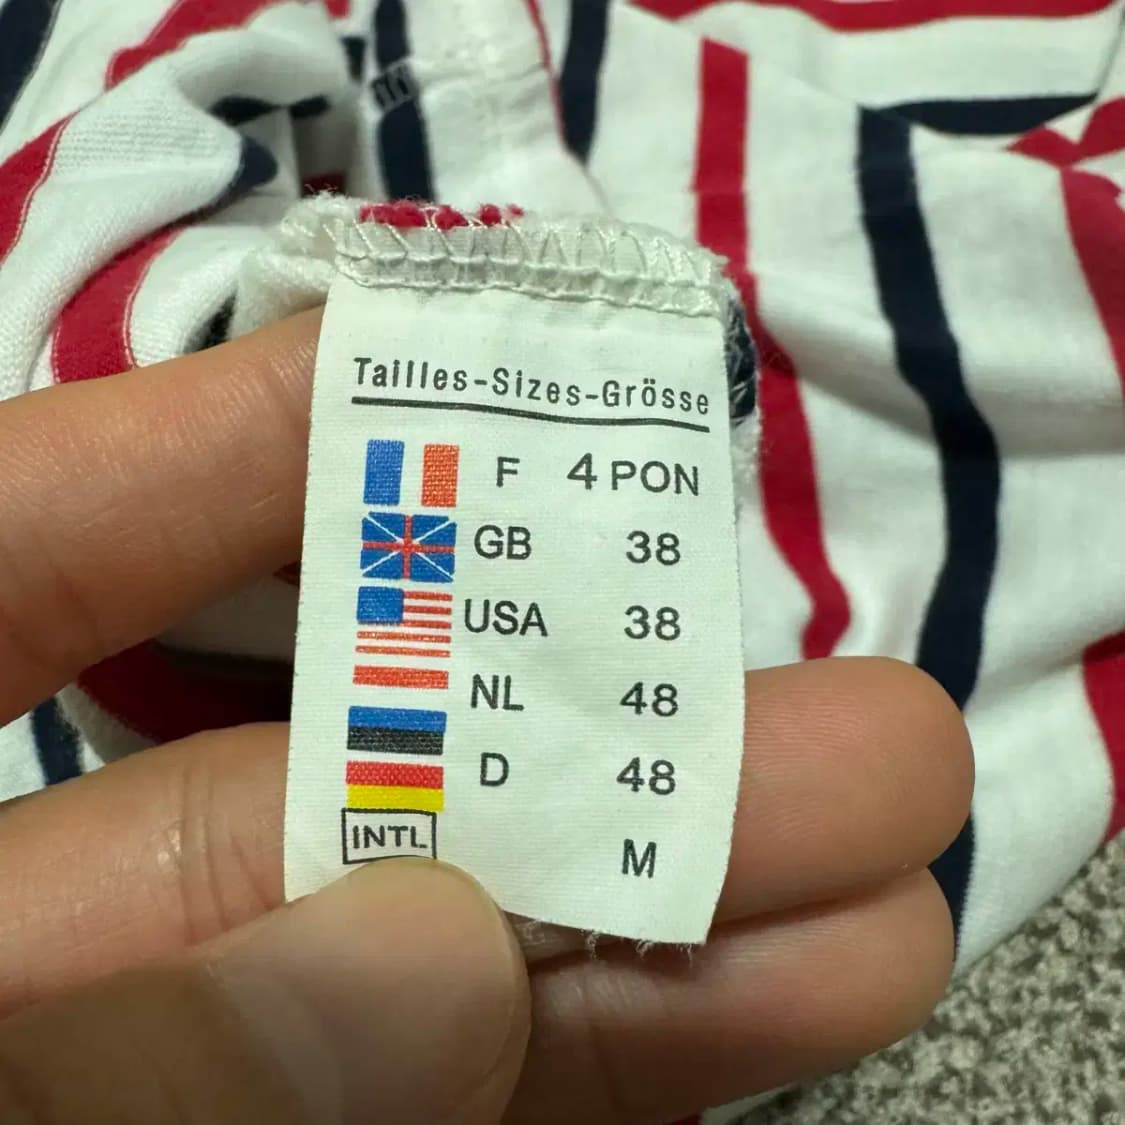 Tailles-Sizes-Grösse
F 4 PON
GB 38
USA 38
NL 48
D 48
INTL M